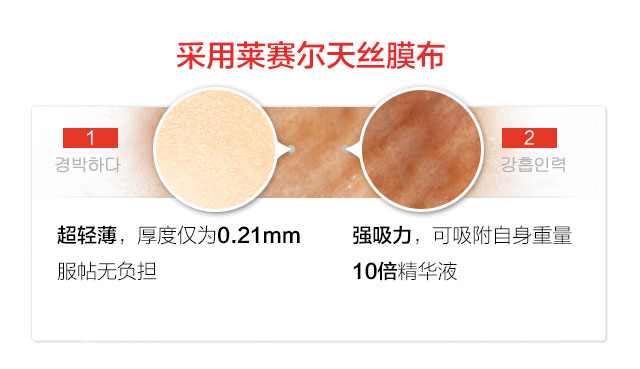 采用莱赛尔天丝膜布
1
경박하다
2
강흡인력
超轻薄，厚度仅为0.21mm
服帖无负担
强吸力，可吸附自身重量
10倍精华液